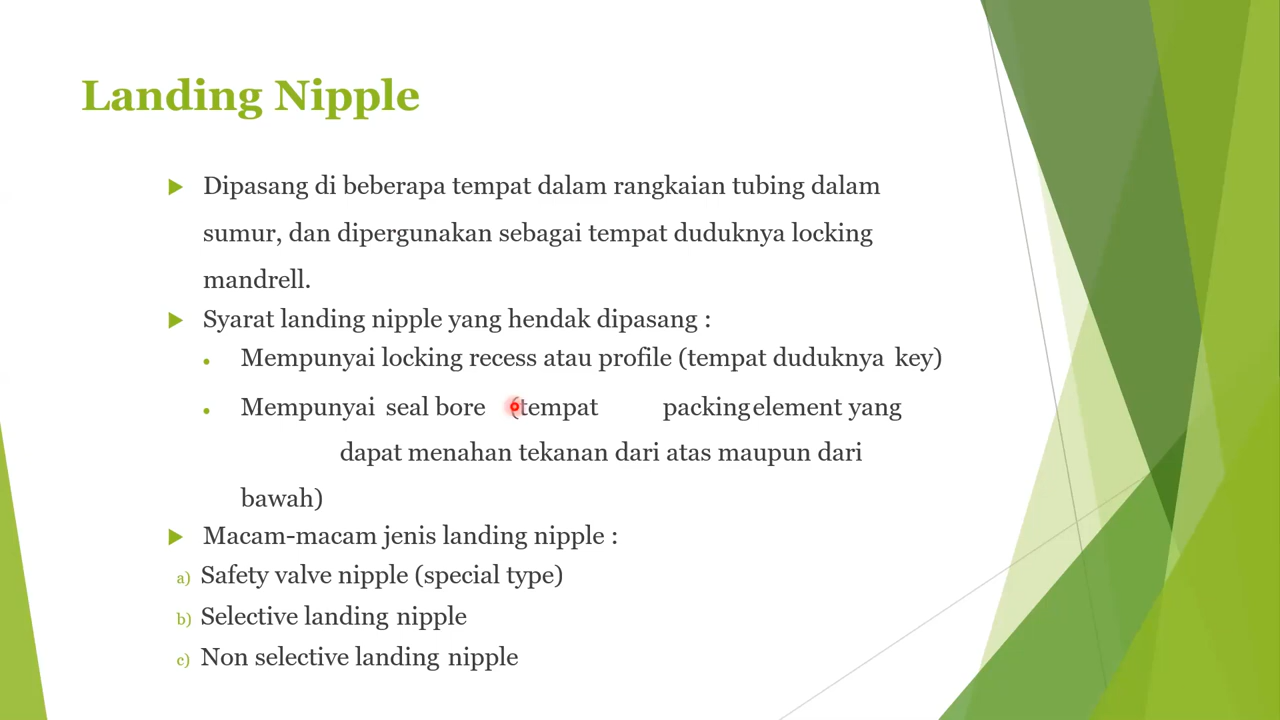 Landing Nipple
Dipasang di beberapa tempat dalam rangkaian tubing dalam
sumur, dan dipergunakan sebagai tempat duduknya locking
mandrell.
Syarat landing nipple yang hendak dipasang :
Mempunyai locking recess atau profile (tempat duduknya key)
Mempunyai seal bore (tempat packing element yang
dapat menahan tekanan dari atas maupun dari
bawah)
Macam-macam jenis landing nipple :
a) Safety valve nipple (special type)
b) Selective landing nipple
c) Non selective landing nipple